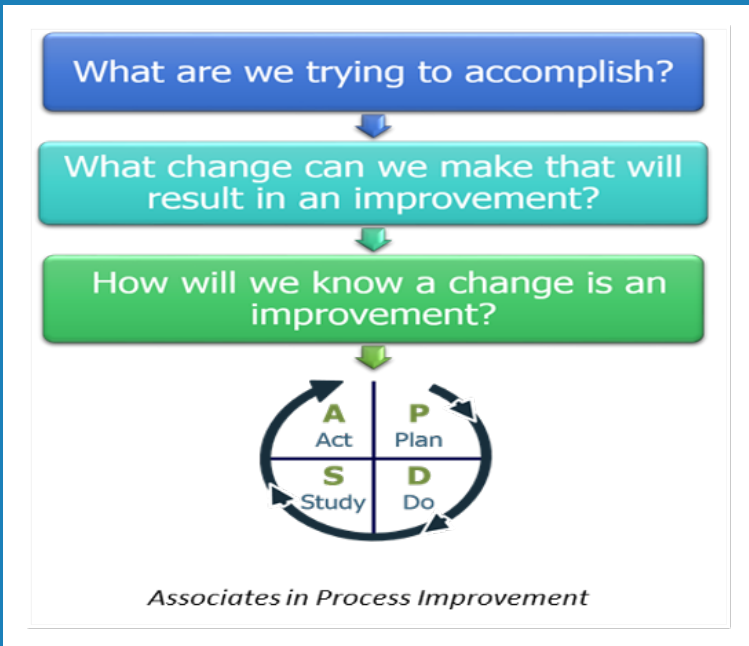 What are we trying to accomplish?
What change can we make that will
result in an improvement?
How will we know a change is an
improvement?
A P
Act Plan
S D
Study Do
Associates in Process Improvement